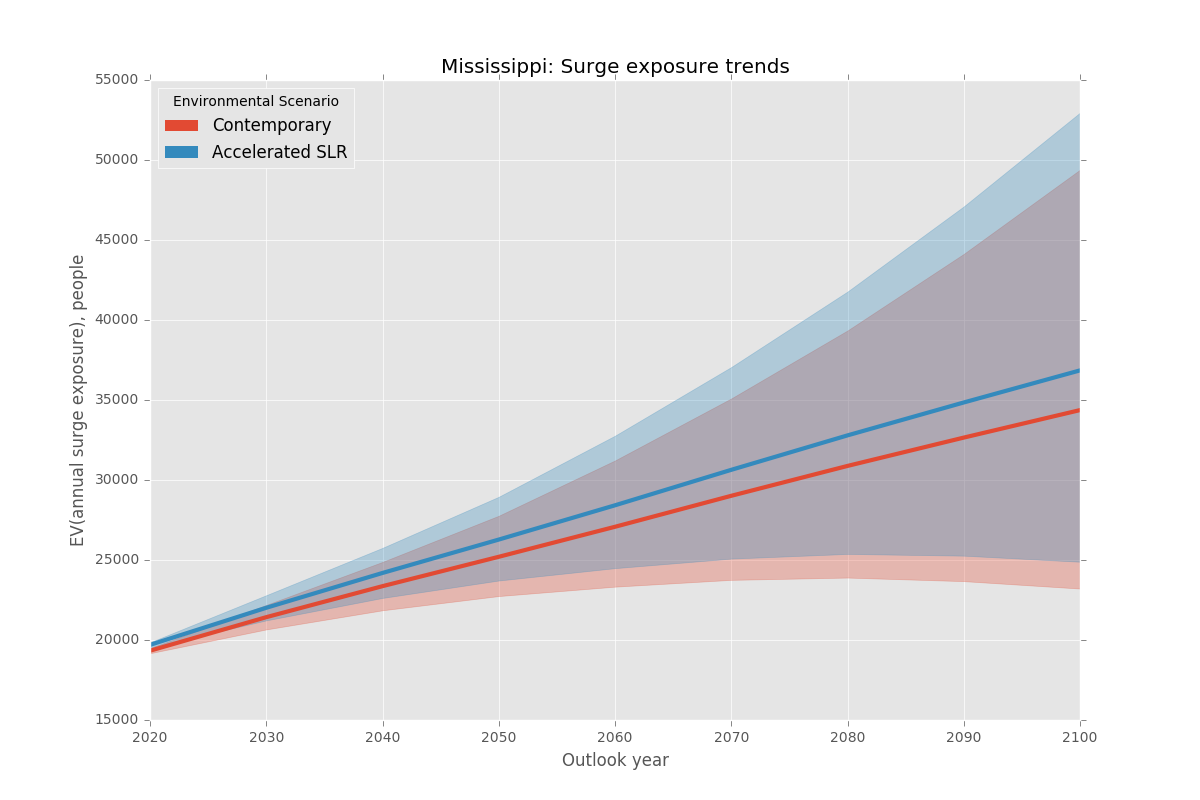 Mississippi: Surge exposure trends
Environmental Scenario
Contemporary
Accelerated SLR
EV(annual surge exposure), people
55000
50000
45000
40000
35000
30000
25000
20000
15000
2020 2030 2040 2050 2060 2070 2080 2090 2100
Outlook year